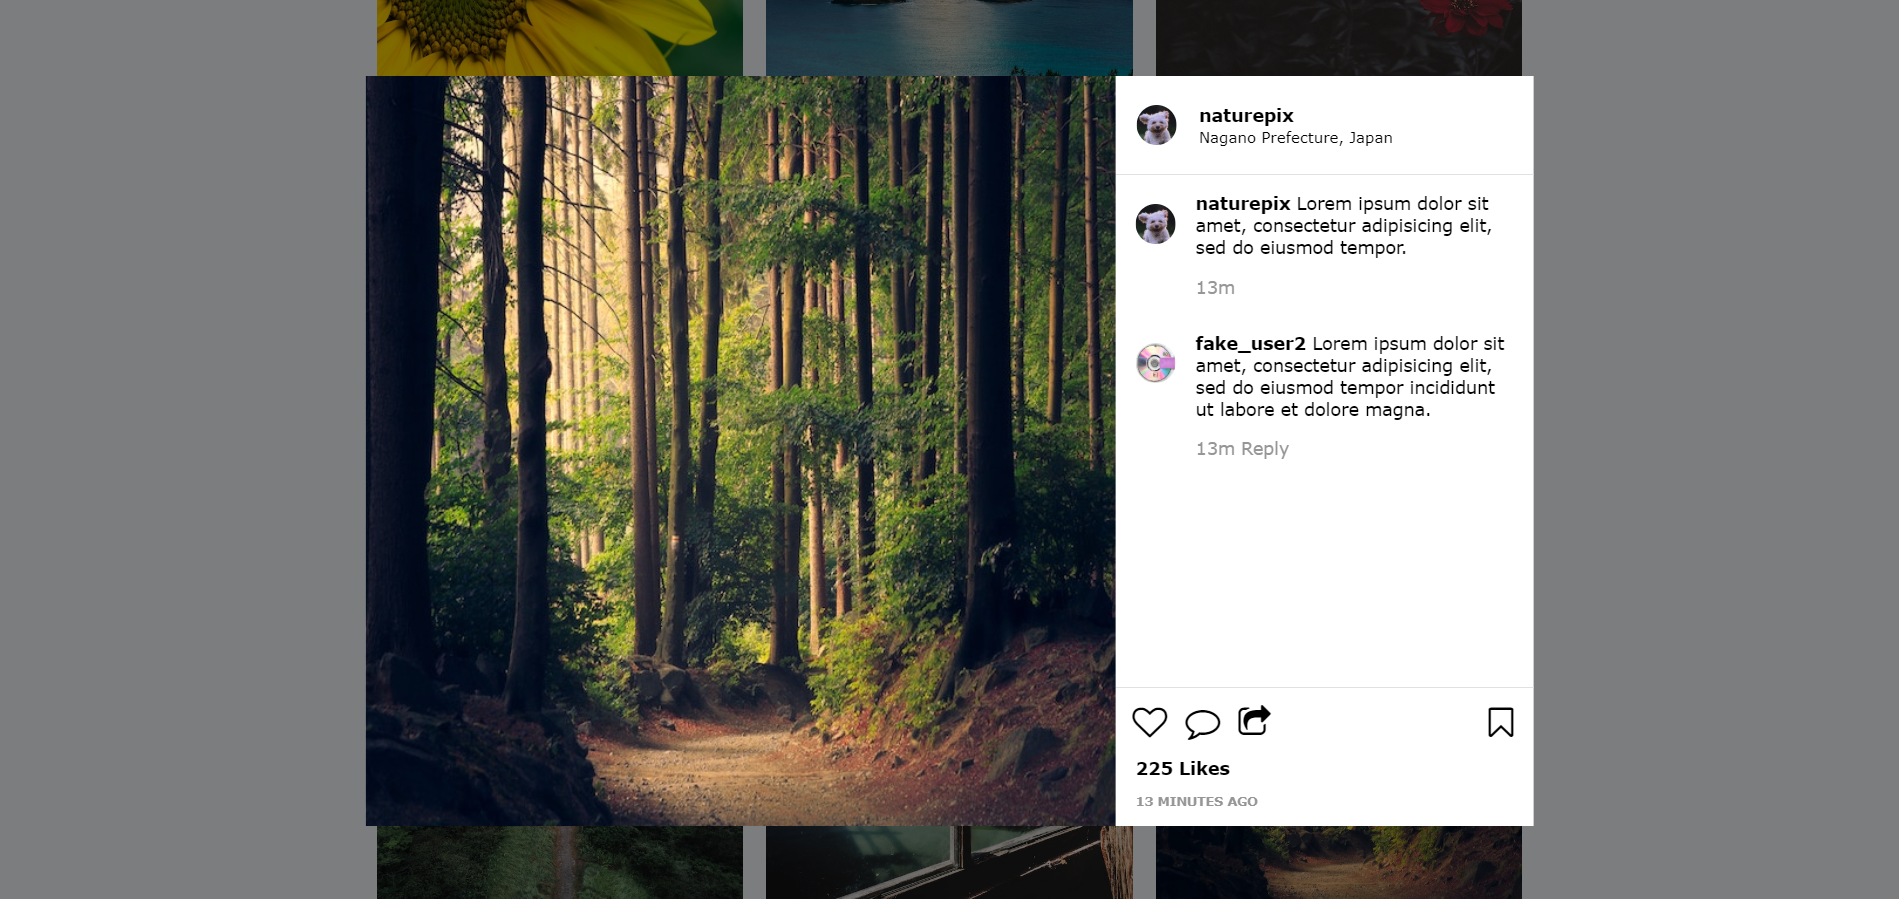 naturepix
Nagano Prefecture, Japan
naturepix Lorem ipsum dolor sit
amet, consectetur adipisicing elit,
sed do eiusmod tempor.
13m
fake_user2 Lorem ipsum dolor sit
amet, consectetur adipisicing elit,
sed do eiusmod tempor incididunt
ut labore et dolore magna.
13m Reply
225 Likes
13 MINUTES AGO